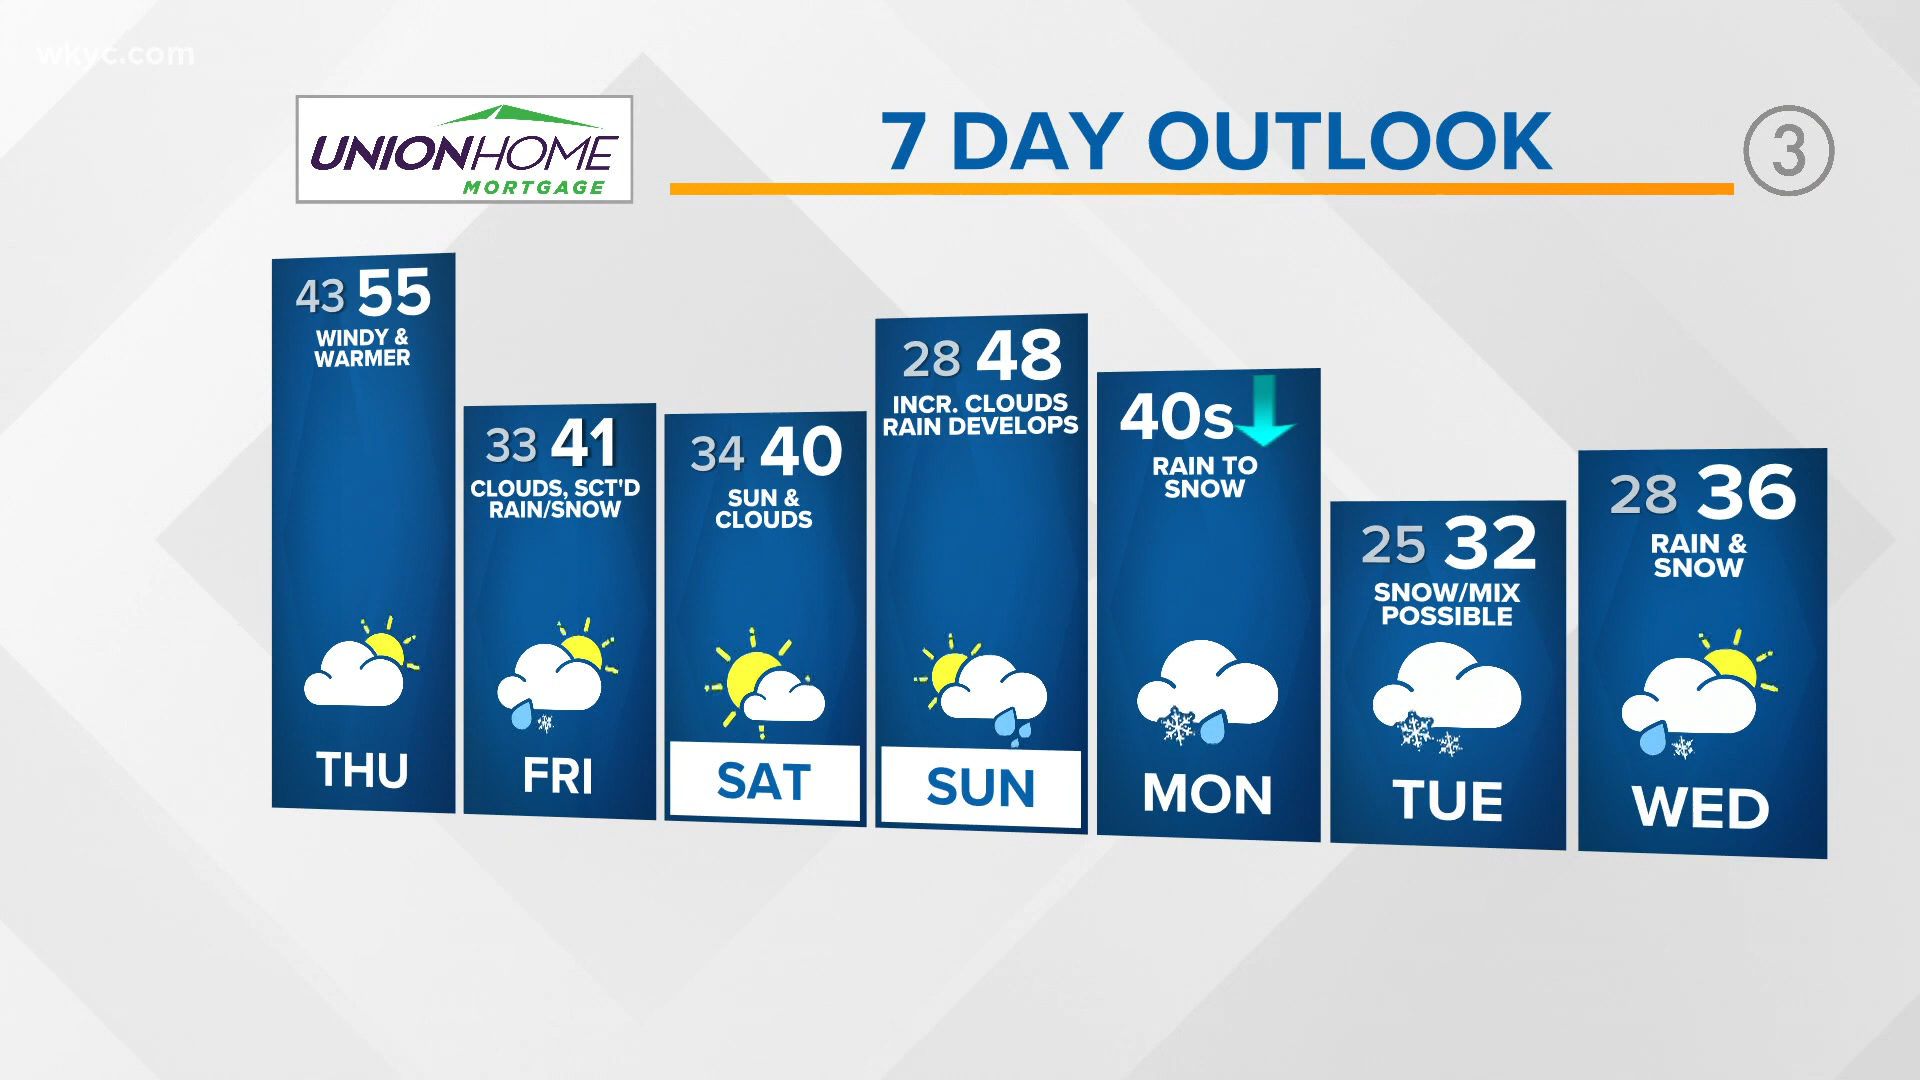 wkyc.com
UNIONHOME
MORTGAGE
7 DAY OUTLOOK
3
43 55
WINDY &
WARMER
THU
33 41
CLOUDS, SCT'D
RAIN/SNOW
FRI
34 40
SUN &
CLOUDS
SAT
28 48
INCR. CLOUDS
RAIN DEVELOPS
SUN
40s
RAIN TO
SNOW
MON
25 32
SNOW/MIX
POSSIBLE
TUE
28 36
RAIN &
SNOW
WED